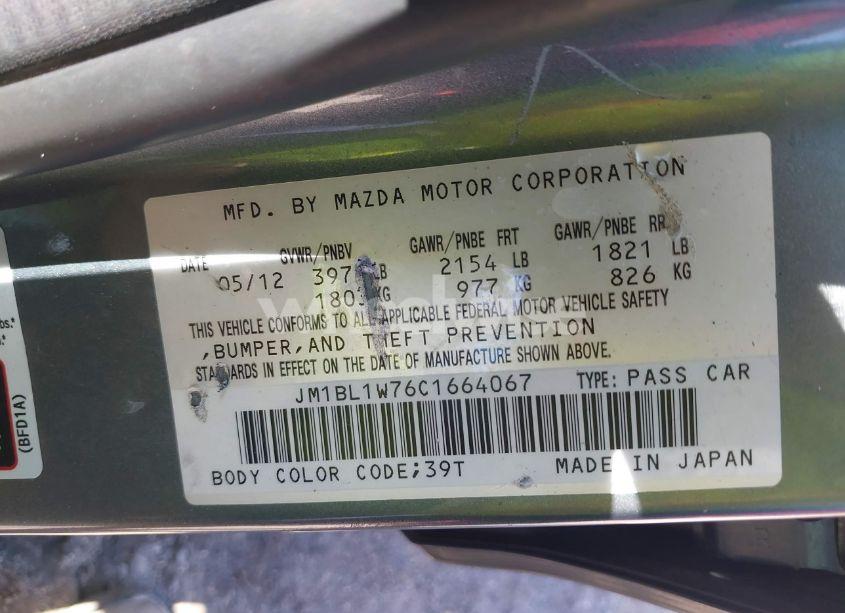 MFD. BY MAZDA MOTOR CORPORATION
DATE GVWR/PNBV GAWR/PNBE FRT GAWR/PNBE RR
05/12 LB 2154 LB 1821 LB
KG 977 KG 826 KG
THIS VEHICLE CONFORMS TO ALL APPLICABLE FEDERAL MOTOR VEHICLE SAFETY
,BUMPER,AND THEFT PREVENTION
STANDARDS IN EFFECT ON THE DATE OF MANUFACTURE SHOWN ABOVE.
JM1BL1W76C1664067 TYPE: PASS CAR
BODY COLOR CODE;39T MADE IN JAPAN
(BFD1A)